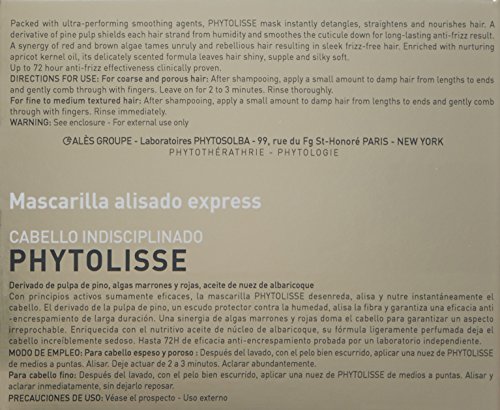 Packed with ultra-performing smoothing agents, PHYTOLISSE mask instantly detangles, straightens and nourishes hair. A
derivative of pine pulp shields each hair strand from humidity and smoothes the cuticule down for long-lasting anti-frizz result.
A synergy of red and brown algae tames unruly and rebellious hair resulting in sleek frizz-free hair. Enriched with nurturing
apricot kernel oil, its delicately scented formula leaves hair shiny, supple and silky soft.
Up to 72 hour anti-frizz effectiveness clinically proven.
DIRECTIONS FOR USE: For coarse and porous hair: After shampooing, apply a small amount to damp hair from lengths to ends
and gently comb through with fingers. Leave on for 2 to 3 minutes. Rinse thoroughly.
For fine to medium textured hair: After shampooing, apply a small amount to damp hair from lengths to ends and gently comb
through with fingers. Rinse immediately.
WARNING: See enclosure - For external use only
ALÈS GROUPE - Laboratoires PHYTOSOLBA - 99, rue du Fg St-Honoré PARIS - NEW YORK
PHYTOTHÉRATHRIE - PHYTOLOGIE
Mascarilla alisado express
CABELLO INDISCIPLINADO
PHYTOLISSE
Derivado de pulpa de pino, algas marrones y rojas, aceite de nuez de albaricoque
Con principios activos sumamente eficaces, la mascarilla PHYTOLISSE desenreda, alisa y nutre instantáneamente el
cabello. El derivado de la pulpa de pino, un escudo protector contra la humedad, alisa la fibra y garantiza una eficacia anti
-encrespamiento de larga duración. Una sinergia de algas marrones y rojas doma el cabello para garantizar un aspecto
irreprochable. Enriquecida con el nutritivo aceite de núcleo de albaricoque, su fórmula ligeramente perfumada deja el
cabello increíblemente sedoso. Hasta 72H de eficacia anti-encrespamiento probada por un laboratorio independiente.
MODO DE EMPLEO: Para cabello espeso y poroso : Después del lavado, con el pelo bien escurrido, aplicar una nuez de PHYTOLISSE
de medios a puntas. Alisar. Deje actuar de 2 a 3 minutos. Aclarar abundantemente.
Para cabello fino: Después del lavado, con el pelo bien escurrido, aplicar una nuez de PHYTOLISSE de medios a puntas. Alisar y
aclarar inmediatamente, sin dejarlo reposar.
PRECAUCIONES DE USO: Véase el prospecto - Uso externo